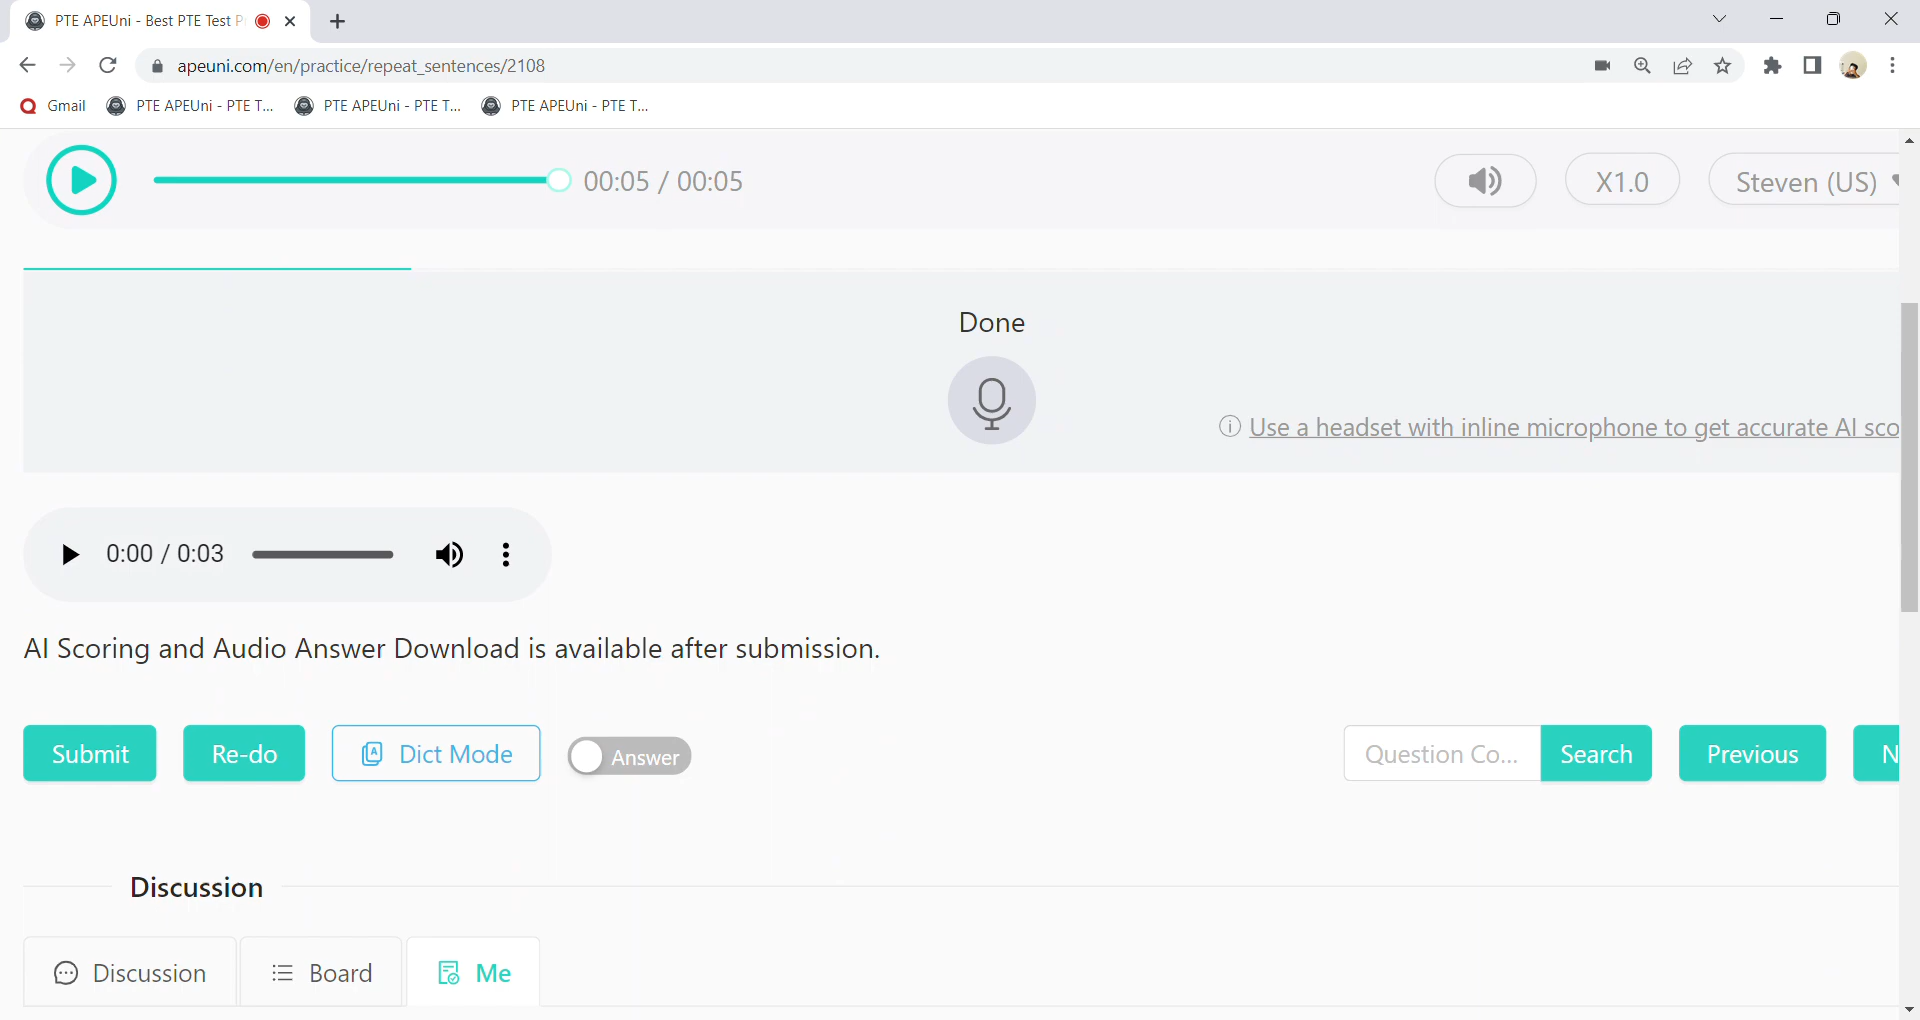 PTE APEUni - Best PTE Test P
apeuni.com/en/practice/repeat_sentences/2108
Gmail PTE APEUni - PTE T... PTE APEUni - PTE T... PTE APEUni - PTE T...
00:05 / 00:05 X1.0 Steven (US)
Done
Use a headset with inline microphone to get accurate AI sco
0:00 / 0:03
AI Scoring and Audio Answer Download is available after submission.
Submit Re-do Dict Mode Answer Question Co... Search Previous N
Discussion
Discussion Board Me